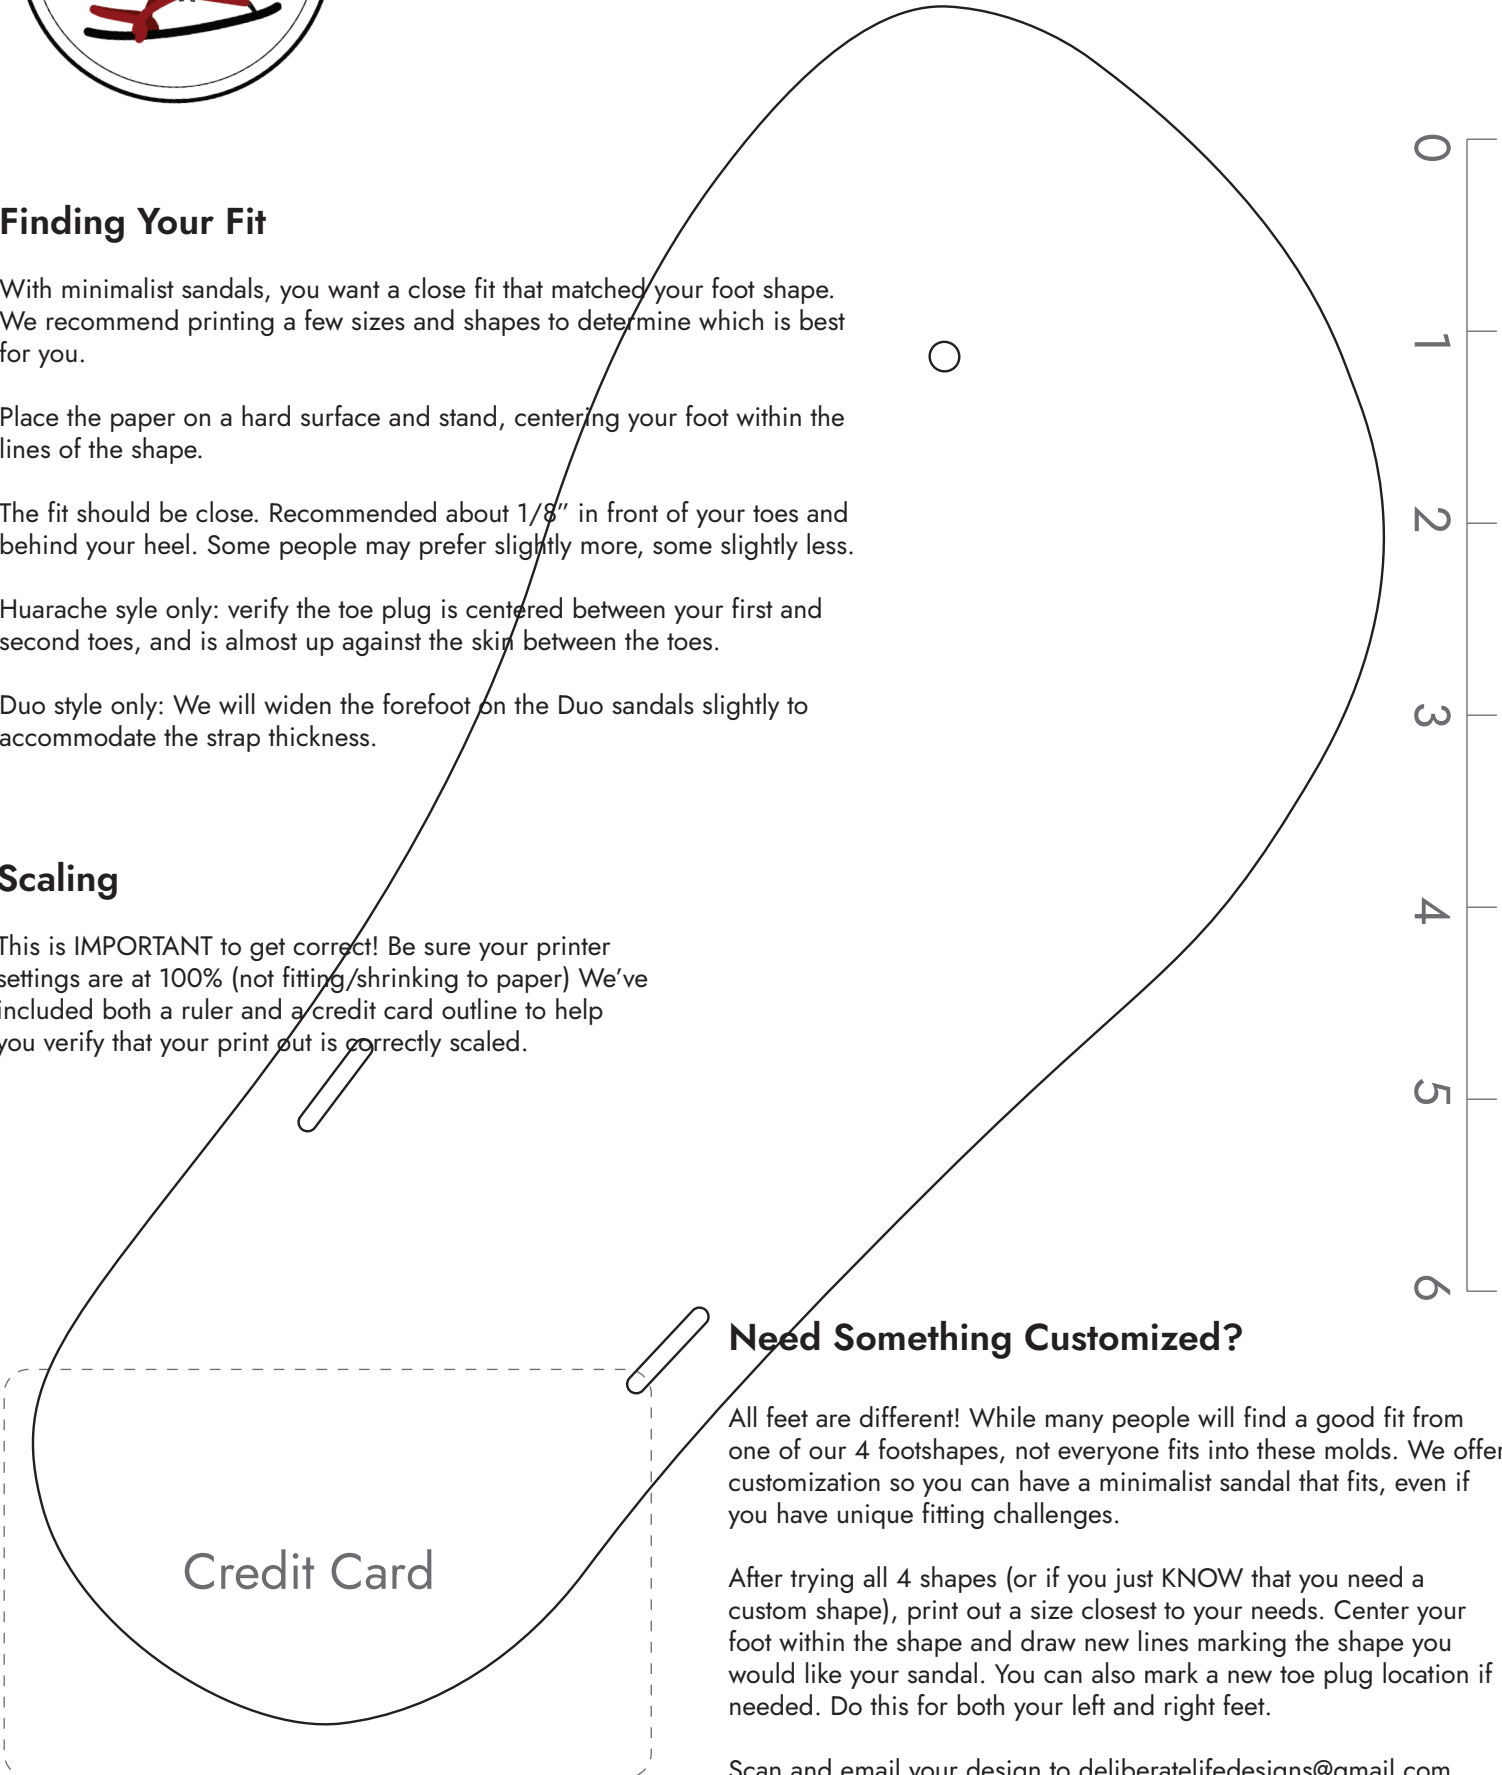 Finding Your Fit
With minimalist sandals, you want a close fit that matched your foot shape.
We recommend printing a few sizes and shapes to determine which is best
for you.
Place the paper on a hard surface and stand, centering your foot within the
lines of the shape.
The fit should be close. Recommended about 1/8” in front of your toes and
behind your heel. Some people may prefer slightly more, some slightly less.
Huarache syle only: verify the toe plug is centered between your first and
second toes, and is almost up against the skin between the toes.
Duo style only: We will widen the forefoot on the Duo sandals slightly to
accommodate the strap thickness.
Scaling
This is IMPORTANT to get correct! Be sure your printer
settings are at 100% (not fitting/shrinking to paper) We’ve
included both a ruler and a credit card outline to help
you verify that your print out is correctly scaled.
0
1
2
3
4
5
6
Credit Card
Need Something Customized?
All feet are different! While many people will find a good fit from
one of our 4 footshapes, not everyone fits into these molds. We offer
customization so you can have a minimalist sandal that fits, even if
you have unique fitting challenges.
After trying all 4 shapes (or if you just KNOW that you need a
custom shape), print out a size closest to your needs. Center your
foot within the shape and draw new lines marking the shape you
would like your sandal. You can also mark a new toe plug location if
needed. Do this for both your left and right feet.
Scan and email your design to deliberatelifedesigns@gmail.com